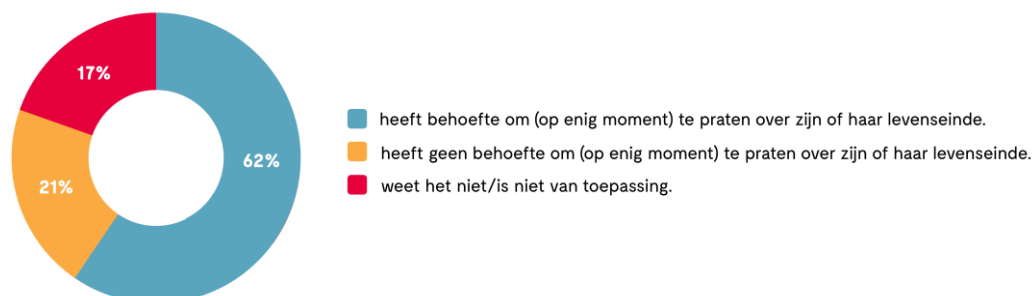 17%
62%
21%
heeft behoefte om (op enig moment) te praten over zijn of haar levenseinde.
heeft geen behoefte om (op enig moment) te praten over zijn of haar levenseinde.
weet het niet/is niet van toepassing.